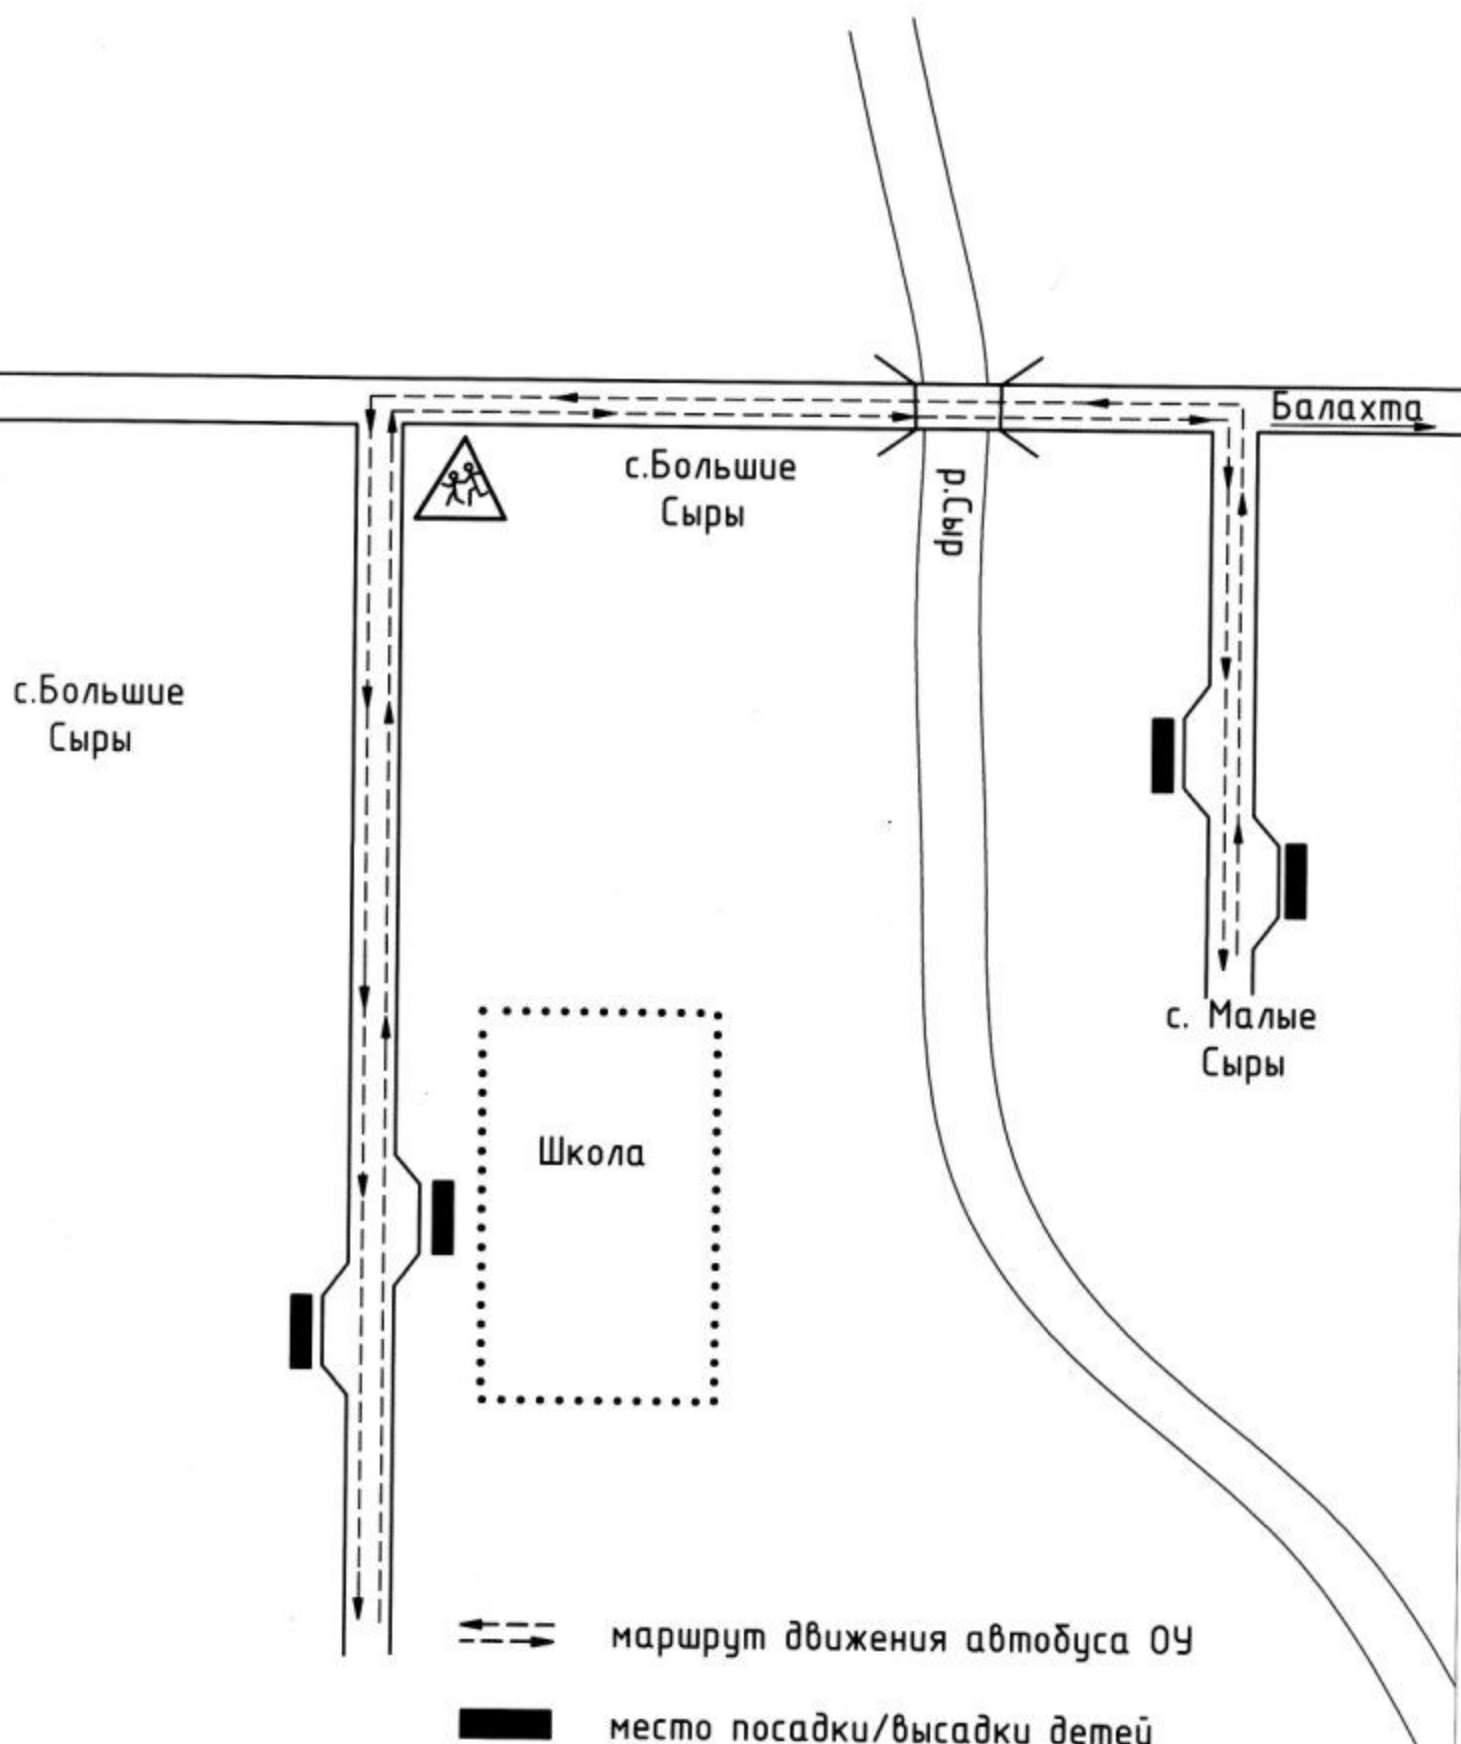 Балахта
с.Большие
Сыры
р.Сыр
с.Большие
Сыры
с. Малые
Сыры
Школа
маршрут движения автобуса ОУ
место посадки/высадки детей